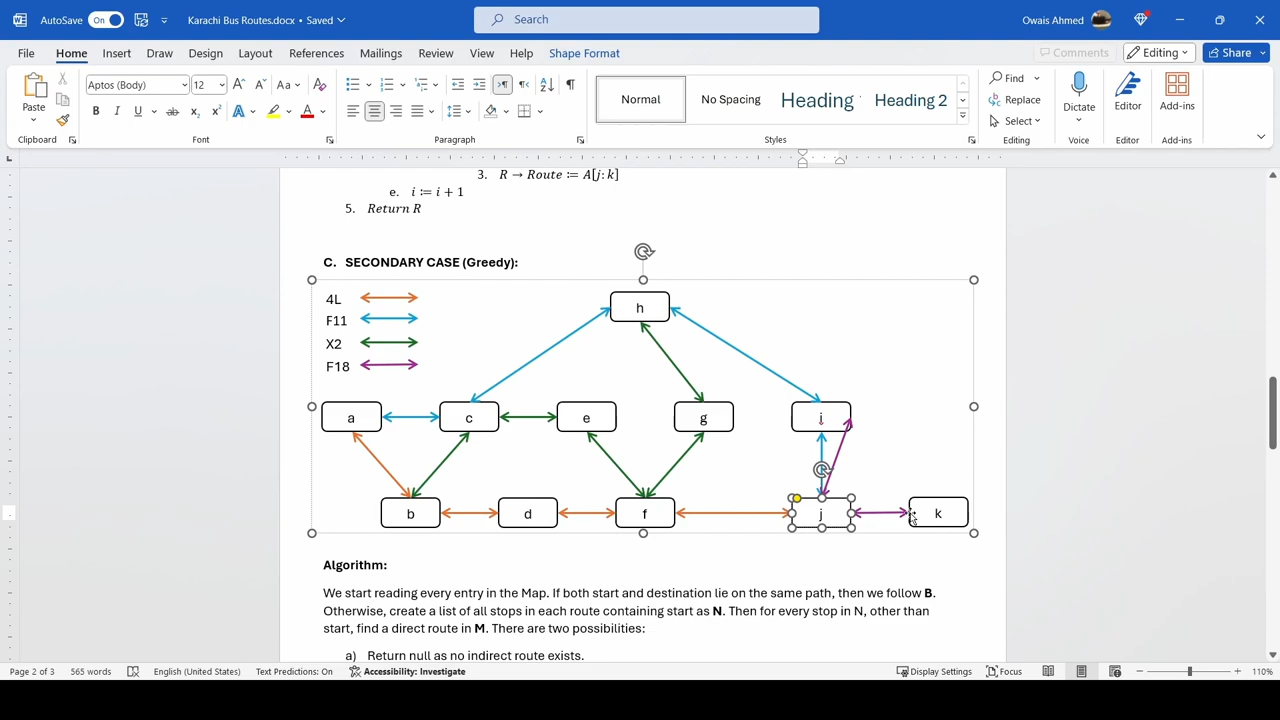 AutoSave On Karachi Bus Routes.docx • Saved Search Owais Ahmed
File Home Insert Draw Design Layout References Mailings Review View Help Shape Format Comments Editing Share
Paste Aptos (Body) 12 Aa Normal No Spacing Heading Heading 2 Find Replace Select Dictate Editor Add-ins
B I U ab x₂ x² A A
Clipboard Font Paragraph Styles Editing Voice Editor Add-ins
3. R → Route ≔ A[j:k]
e. i ≔ i + 1
5. Return R
C. SECONDARY CASE (Greedy):
4L
F11
X2
F18
h
a c e g i
b d f j k
Algorithm:
We start reading every entry in the Map. If both start and destination lie on the same path, then we follow B.
Otherwise, create a list of all stops in each route containing start as N. Then for every stop in N, other than
start, find a direct route in M. There are two possibilities:
a) Return null as no indirect route exists.
Page 2 of 3 565 words English (United States) Text Predictions: On Accessibility: Investigate Display Settings Focus 110%